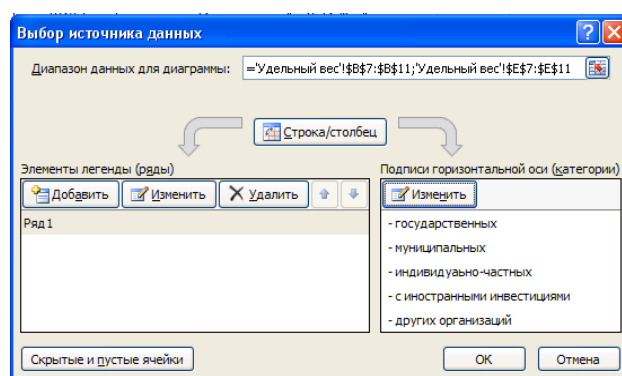 Выбор источника данных
Диапазон данных для диаграммы: ='Удельный вес'!$B$7:$B$11;'Удельный вес'!$E$7:$E$11
Строка/столбец
Элементы легенды (ряды)
Добавить Изменить Удалить
Ряд1
Подписи горизонтальной оси (категории)
Изменить
- государственных
- муниципальных
- индивидуьно-частных
- с иностранными инвестициями
- других организаций
Скрытые и пустые ячейки
ОК Отмена